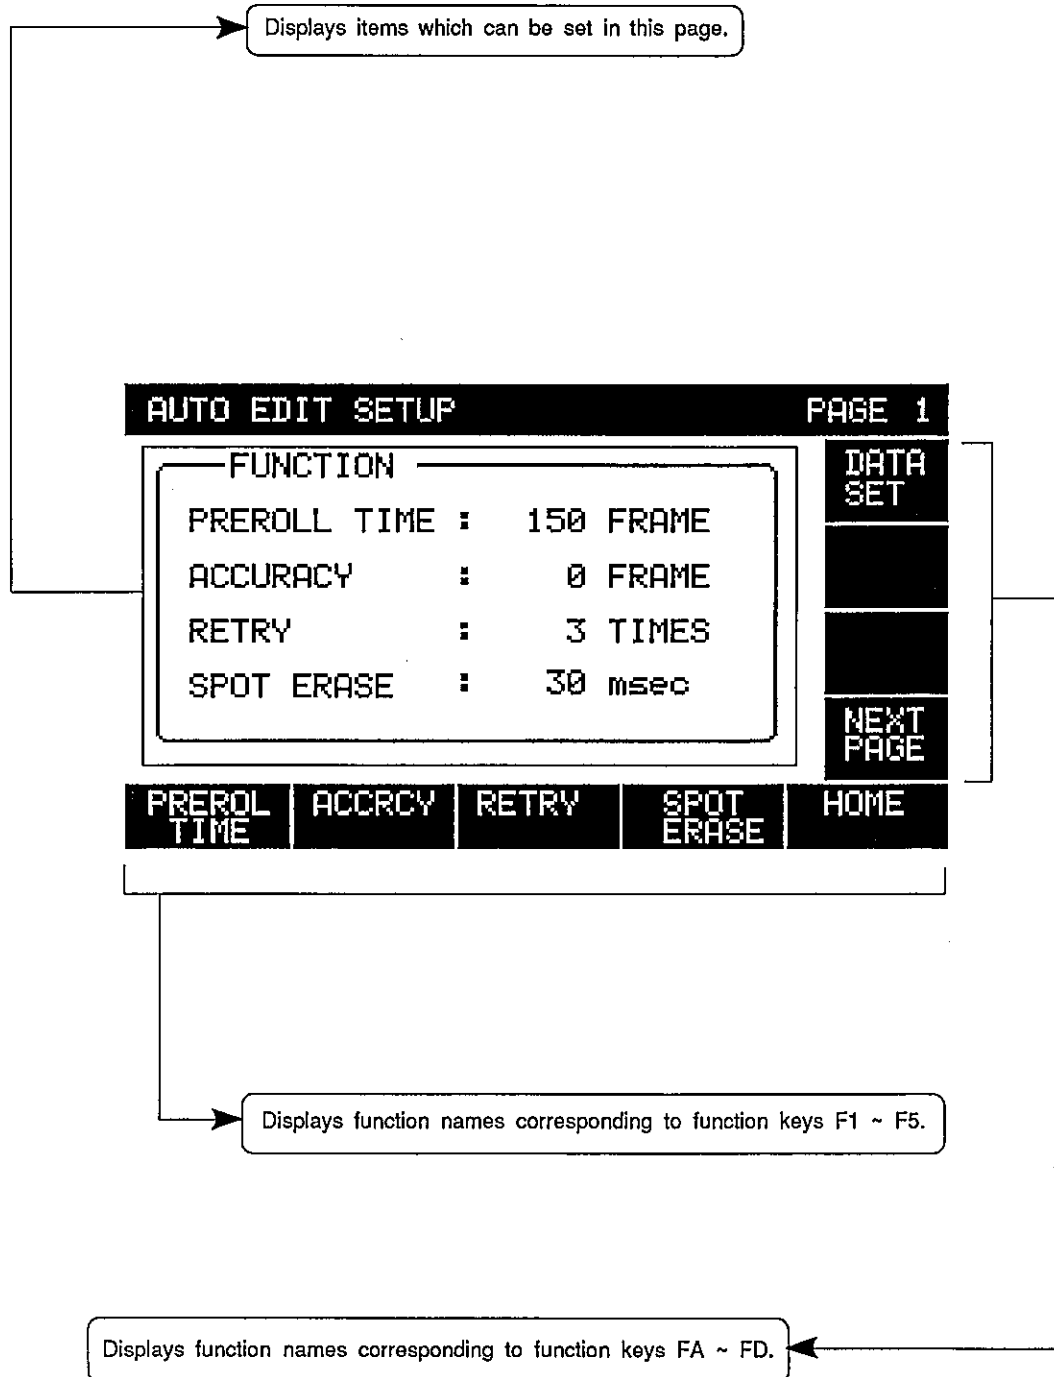 Displays items which can be set in this page.
AUTO EDIT SETUP PAGE 1
FUNCTION
PREROLL TIME : 150 FRAME
ACCURACY : 0 FRAME
RETRY : 3 TIMES
SPOT ERASE : 30 msec
DATA
SET
NEXT
PAGE
PREROL
TIME
ACCRCY
RETRY
SPOT
ERASE
HOME
Displays function names corresponding to function keys F1 ~ F5.
Displays function names corresponding to function keys FA ~ FD.